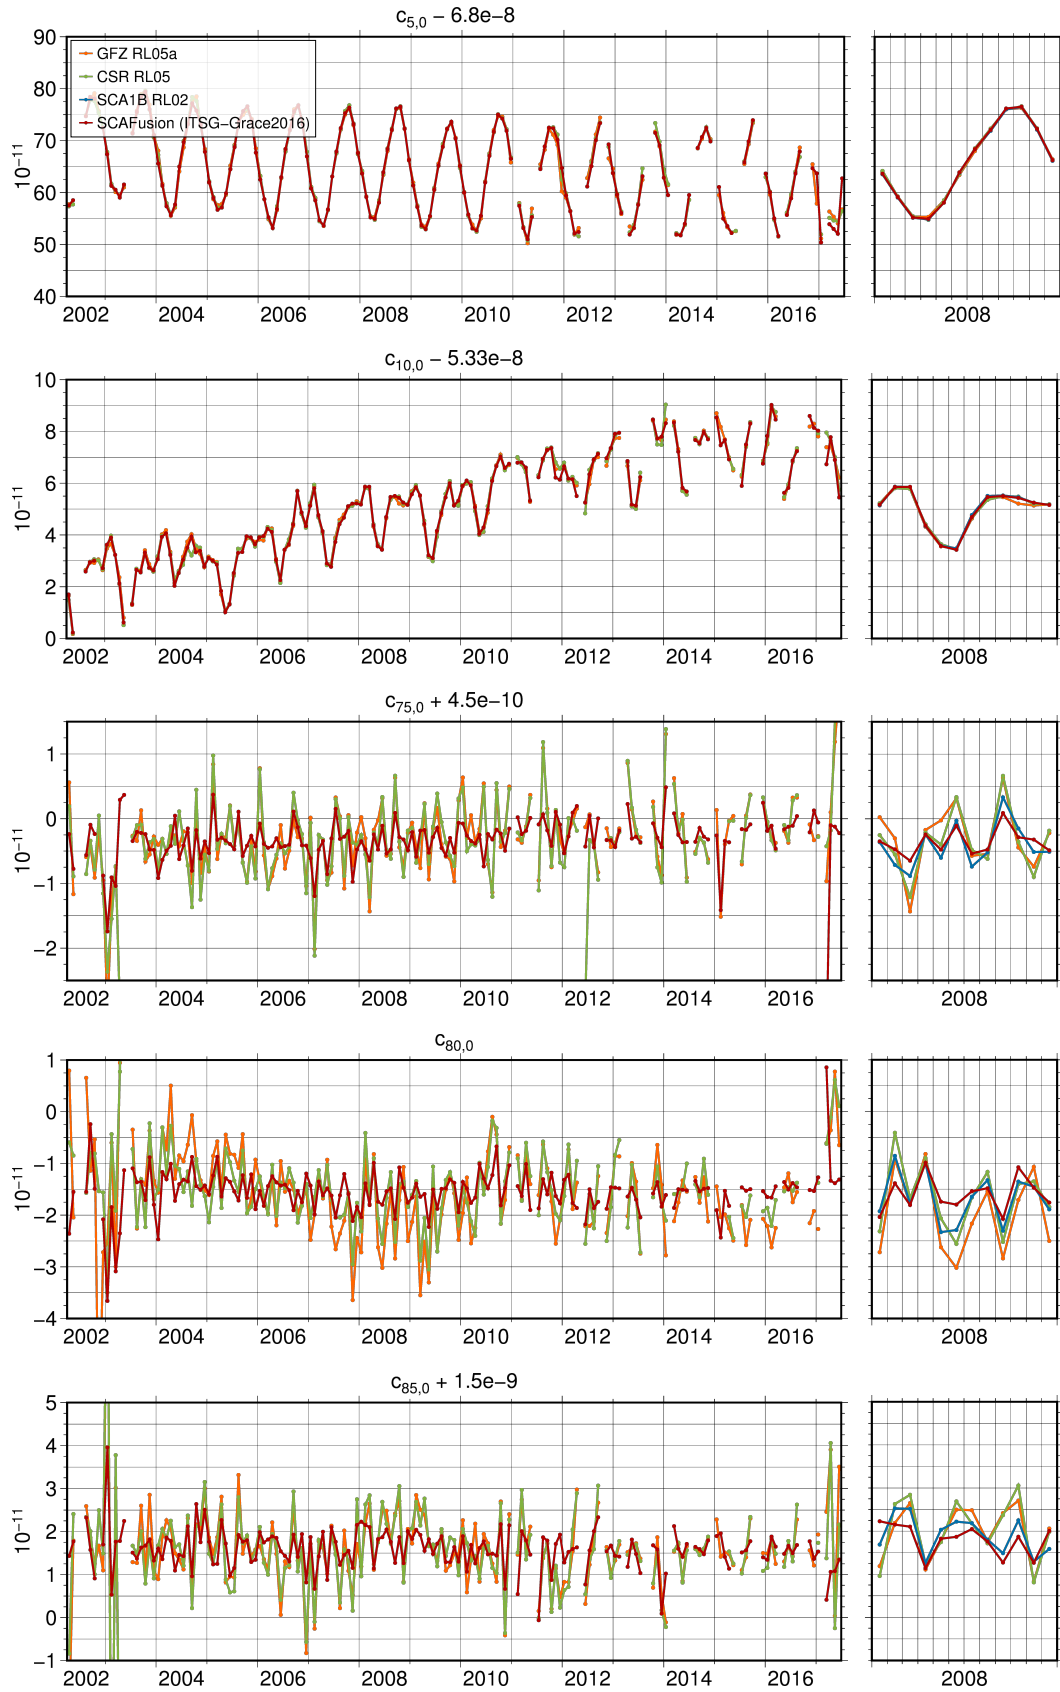 c5,0 − 6.8e−8
90
80
70
60
50
40
10−11
GFZ RL05a
CSR RL05
SCA1B RL02
SCAFusion (ITSG−Grace2016)
2002 2004 2006 2008 2010 2012 2014 2016
2008
c10,0 − 5.33e−8
10
8
6
4
2
0
10−11
2002 2004 2006 2008 2010 2012 2014 2016
2008
c75,0 + 4.5e−10
1
0
−1
−2
10−11
2002 2004 2006 2008 2010 2012 2014 2016
2008
c80,0
1
0
−1
−2
−3
−4
10−11
2002 2004 2006 2008 2010 2012 2014 2016
2008
c85,0 + 1.5e−9
5
4
3
2
1
0
−1
10−11
2002 2004 2006 2008 2010 2012 2014 2016
2008